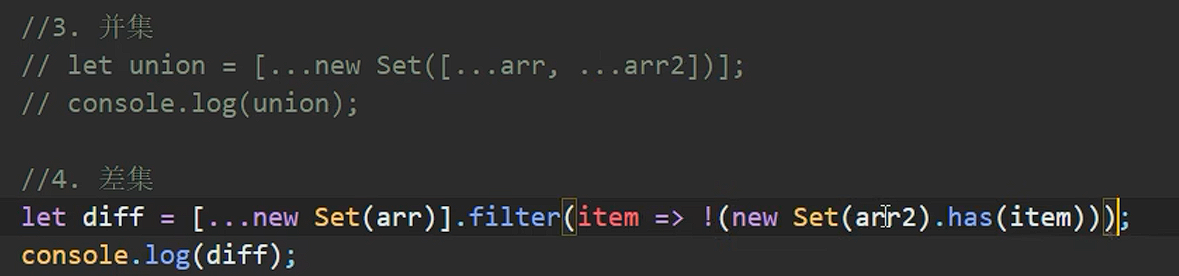 //3. 并集
// let union = [...new Set([...arr, ...arr2])];
// console.log(union);
//4. 差集
let diff = [...new Set(arr)].filter(item => !(new Set(arr2).has(item)));
console.log(diff);